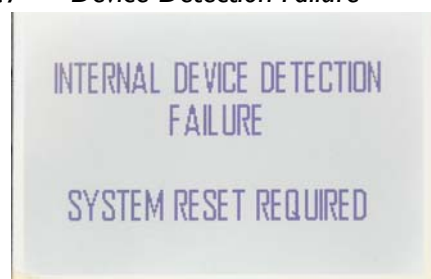 Device Detection Failure
INTERNAL DEVICE DETECTION
FAILURE
SYSTEM RESET REQUIRED